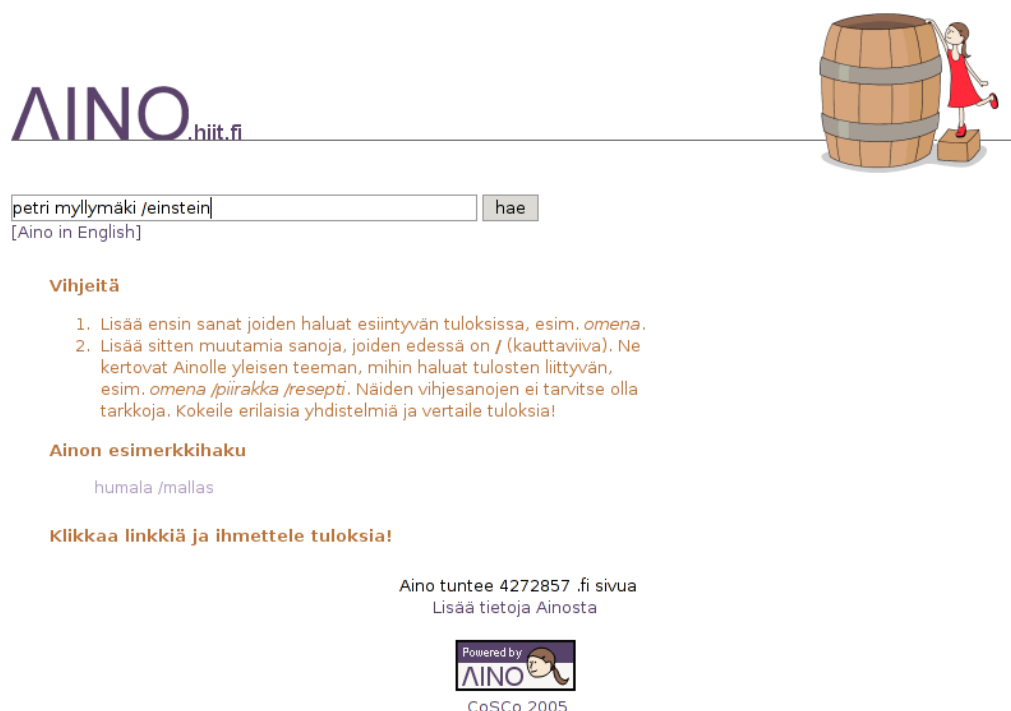 ΛINO.hiit.fi
petri myllymäki /einstein
hae
[Aino in English]
Vihjeitä
1. Lisää ensin sanat joiden haluat esiintyvän tuloksissa, esim. omena.
2. Lisää sitten muutamia sanoja, joiden edessä on / (kauttaviiva). Ne
kertovat Ainolle yleisen teeman, mihin haluat tulosten liittyvän,
esim. omena /piirakka /resepti. Näiden vihjesanojen ei tarvitse olla
tarkkoja. Kokeile erilaisia yhdistelmiä ja vertaile tuloksia!
Ainon esimerkkihaku
humala /mallas
Klikkaa linkkiä ja ihmettele tuloksia!
Aino tuntee 4272857 .fi sivua
Lisää tietoja Ainosta
Powered by
ΛINO
CoSCo 2005